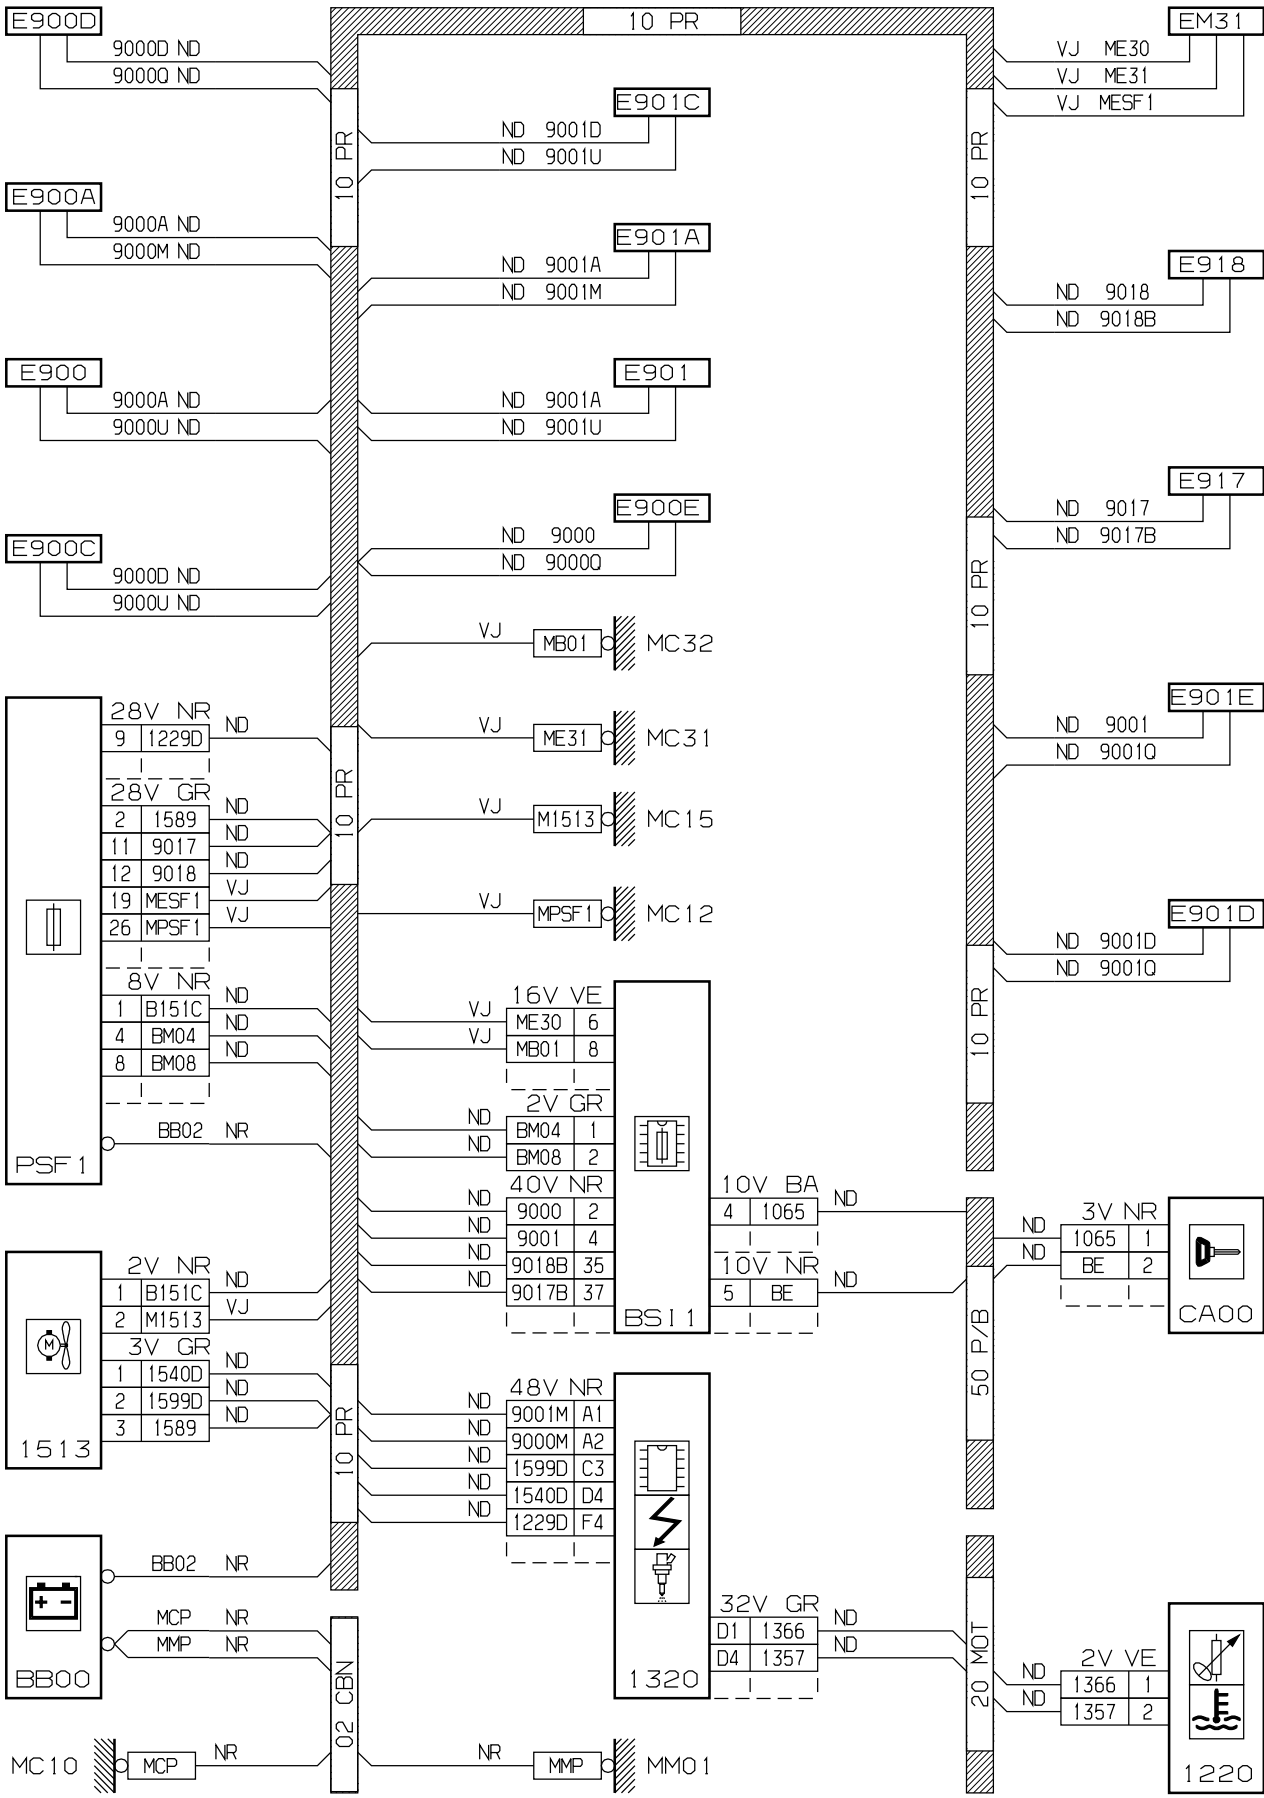 E900D
9000D ND
9000Q ND
10 PR
EM31
VJ ME30
VJ ME31
VJ MESF1
10 PR
10 PR
E901C
ND 9001D
ND 9001U
E900A
9000A ND
9000M ND
E901A
ND 9001A
ND 9001M
E918
ND 9018
ND 9018B
E900
9000A ND
9000U ND
E901
ND 9001A
ND 9001U
E917
ND 9017
ND 9017B
E900C
9000D ND
9000U ND
E900E
ND 9000
ND 9000Q
10 PR
VJ MB01 MC32
VJ ME31 MC31
VJ M1513 MC15
VJ MPSF1 MC12
E901E
ND 9001
ND 9001Q
E901D
ND 9001D
ND 9001Q
10 PR
10 PR
28V NR
9 1229D ND
28V GR
2 1589 ND
11 9017 ND
12 9018 ND
19 MESF1 VJ
26 MPSF1 VJ
8V NR
1 B151C ND
4 BM04 ND
8 BM08 ND
BB02 NR
PSF1
16V VE
VJ ME30 6
VJ MB01 8
2V GR
ND BM04 1
ND BM08 2
40V NR
ND 9000 2
ND 9001 4
ND 9018B 35
ND 9017B 37
BSI1
10V BA
4 1065 ND
10V NR
5 BE ND
50 P/B
3V NR
ND 1065 1
ND BE 2
CA00
2V NR
1 B151C ND
2 M1513 VJ
3V GR
1 1540D ND
2 1599D ND
3 1589 ND
M
1513
10 PR
48V NR
ND 9001M A1
ND 9000M A2
ND 1599D C3
ND 1540D D4
ND 1229D F4
32V GR
D1 1366 ND
D4 1357 ND
1320
20 MOT
2V VE
ND 1366 1
ND 1357 2
1220
BB02 NR
+ -
MCP NR
MMP NR
BB00
02 CBN
MC10 MCP NR
NR MMP MM01